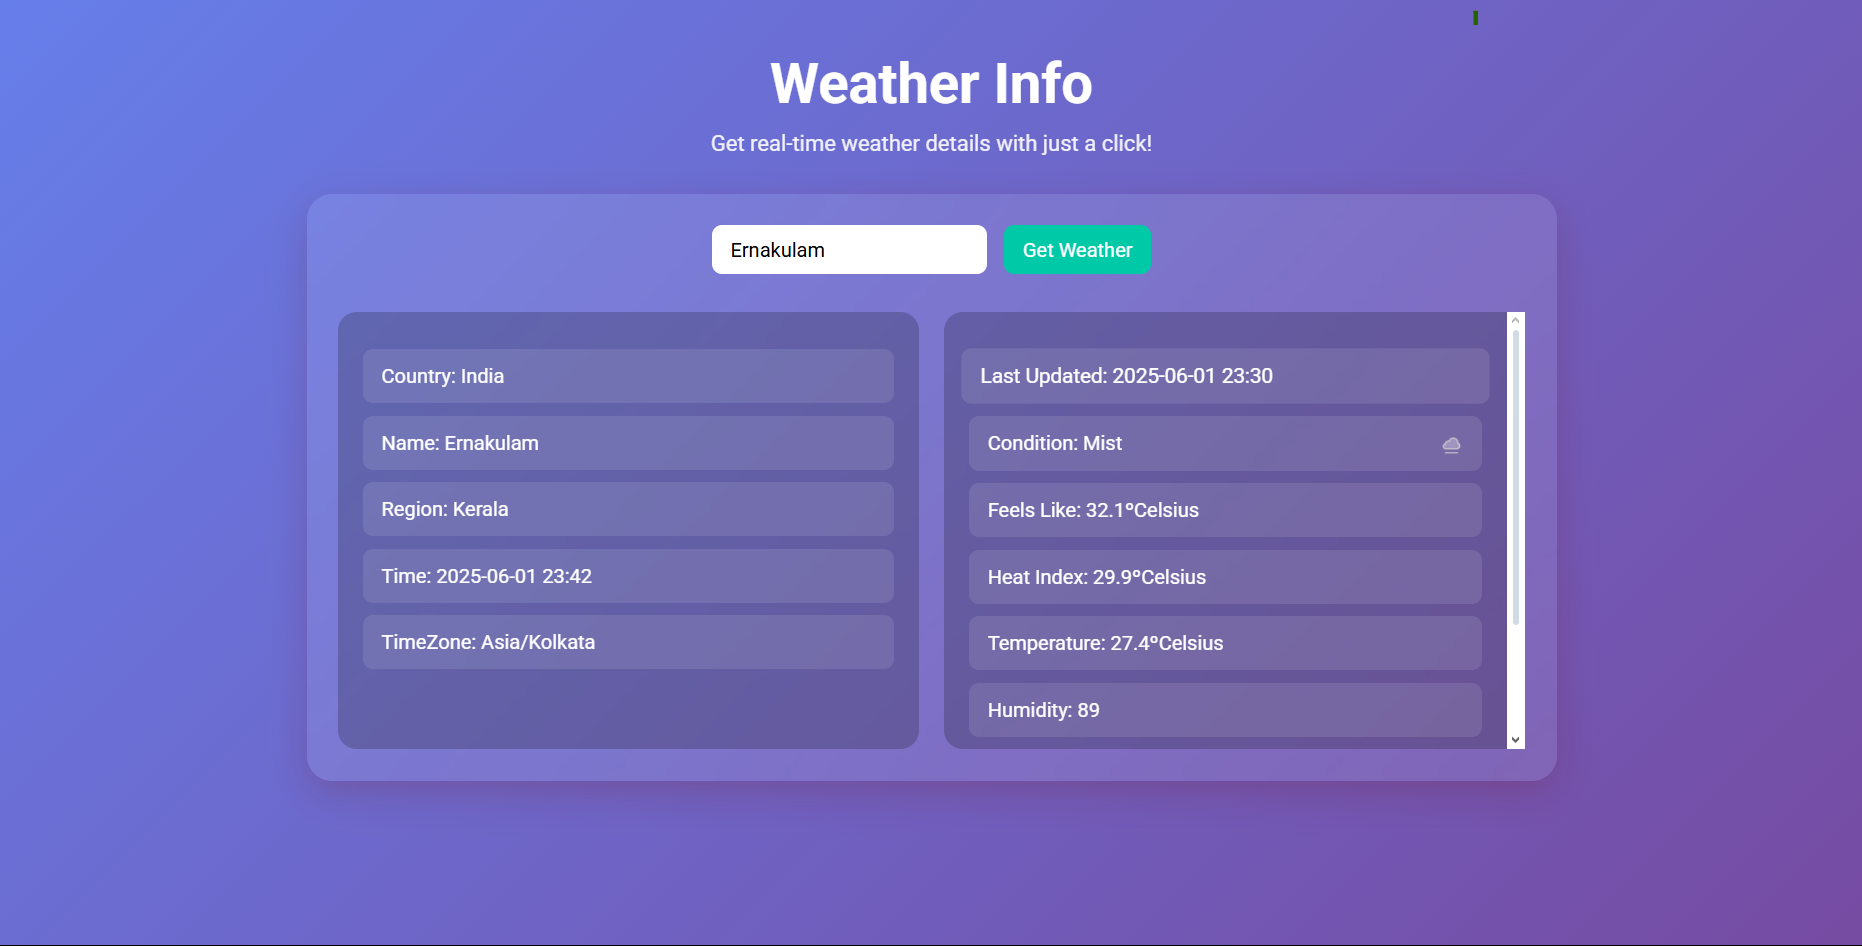 Weather Info
Get real-time weather details with just a click!
Ernakulam
Get Weather
Country: India
Name: Ernakulam
Region: Kerala
Time: 2025-06-01 23:42
TimeZone: Asia/Kolkata
Last Updated: 2025-06-01 23:30
Condition: Mist
Feels Like: 32.1°Celsius
Heat Index: 29.9°Celsius
Temperature: 27.4°Celsius
Humidity: 89